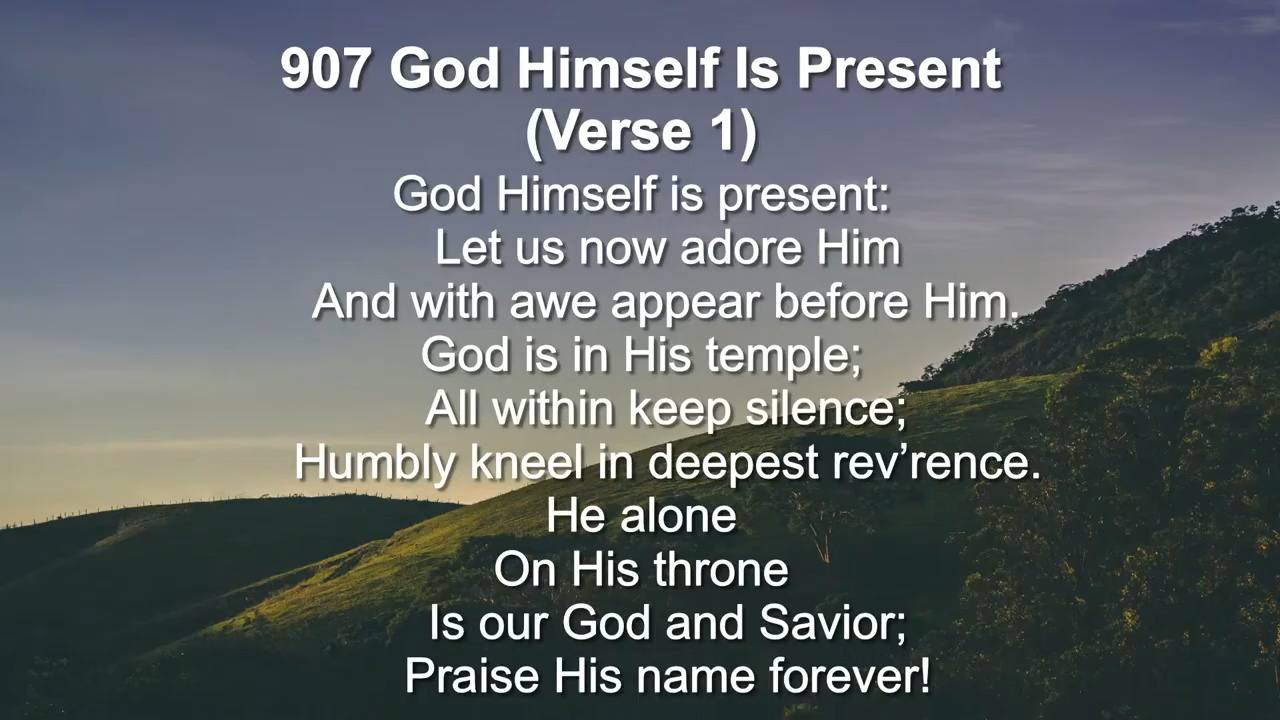 907 God Himself Is Present
(Verse 1)
God Himself is present:
Let us now adore Him
And with awe appear before Him.
God is in His temple;
All within keep silence;
Humbly kneel in deepest rev’rence.
He alone
On His throne
Is our God and Savior;
Praise His name forever!